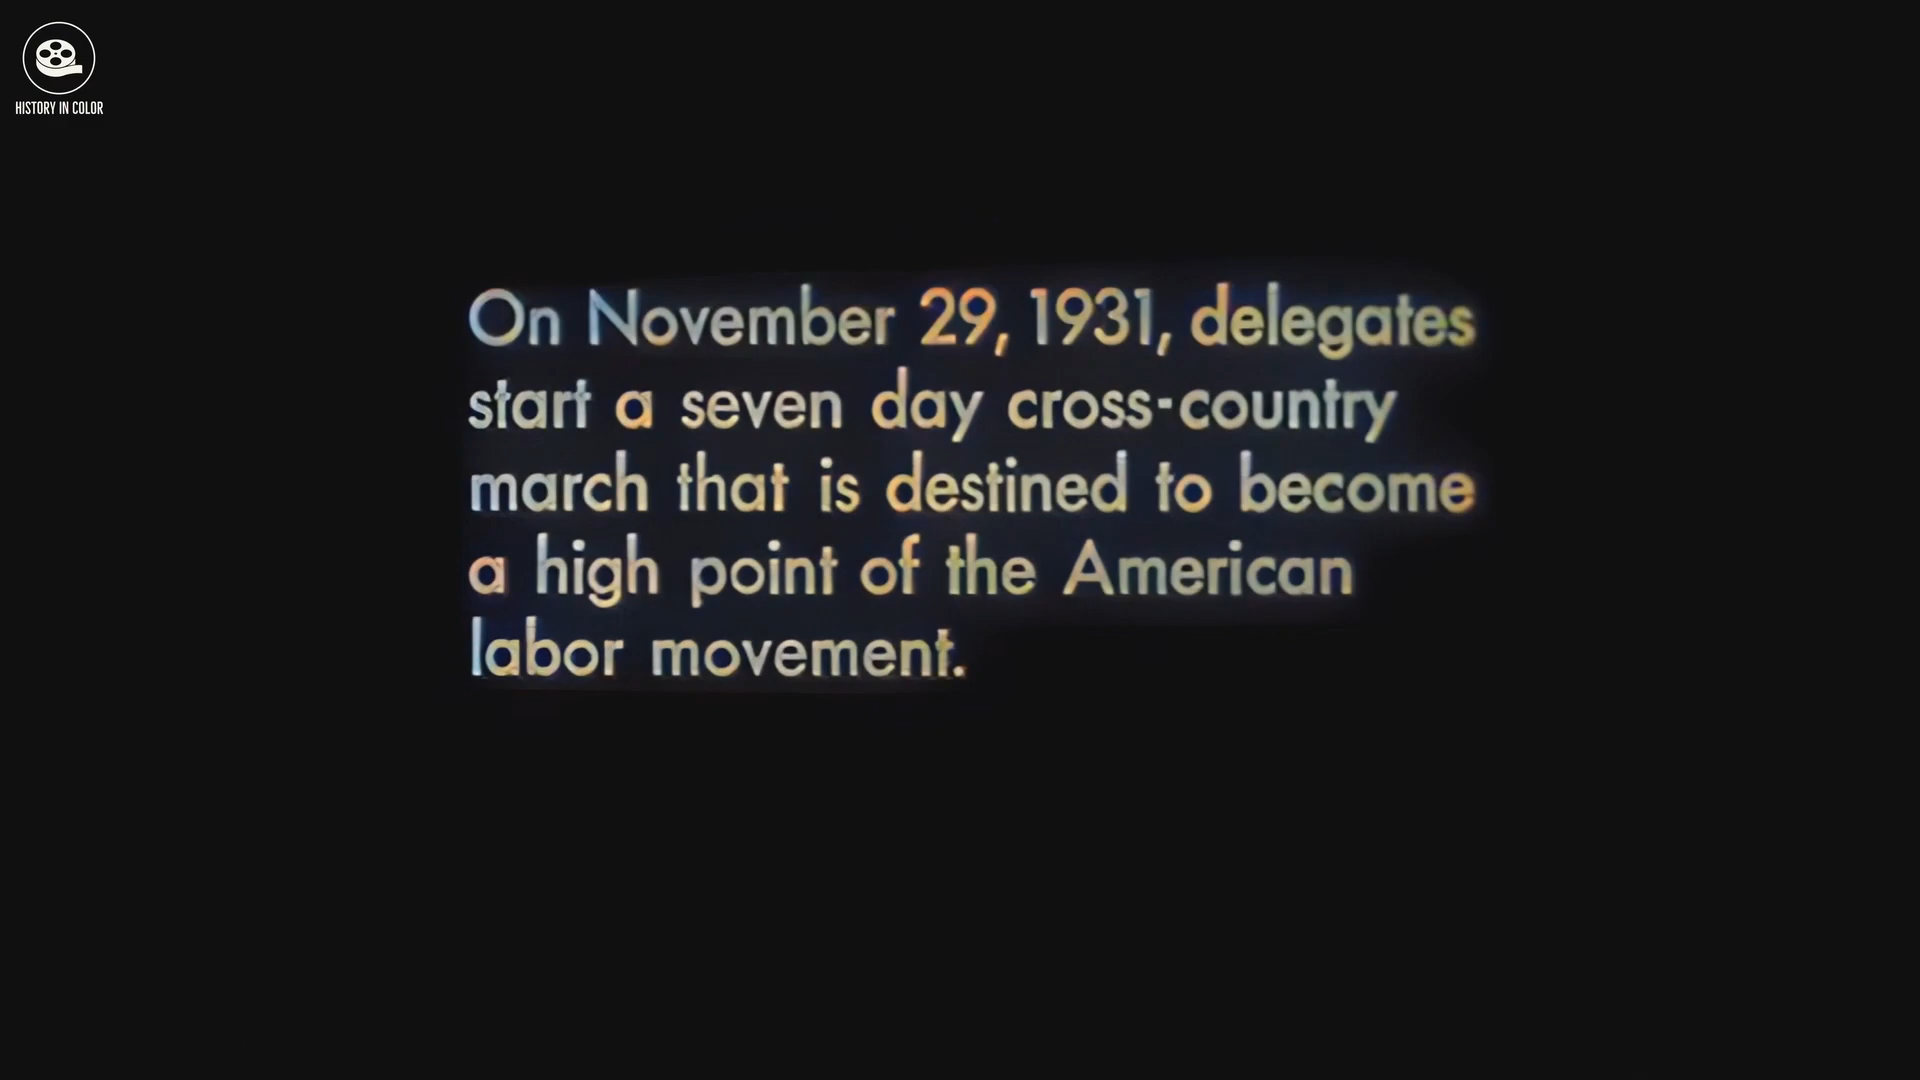 HISTORY IN COLOR
On November 29, 1931, delegates
start a seven day cross-country
march that is destined to become
a high point of the American
labor movement.